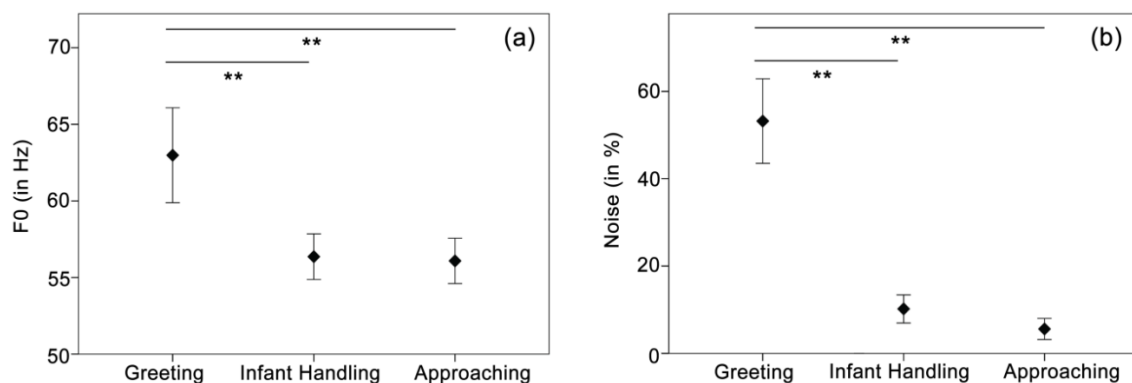 (a)
**
**
F0 (in Hz)
70
65
60
55
50
Greeting Infant Handling Approaching
(b)
**
**
Noise (in %)
60
40
20
0
Greeting Infant Handling Approaching